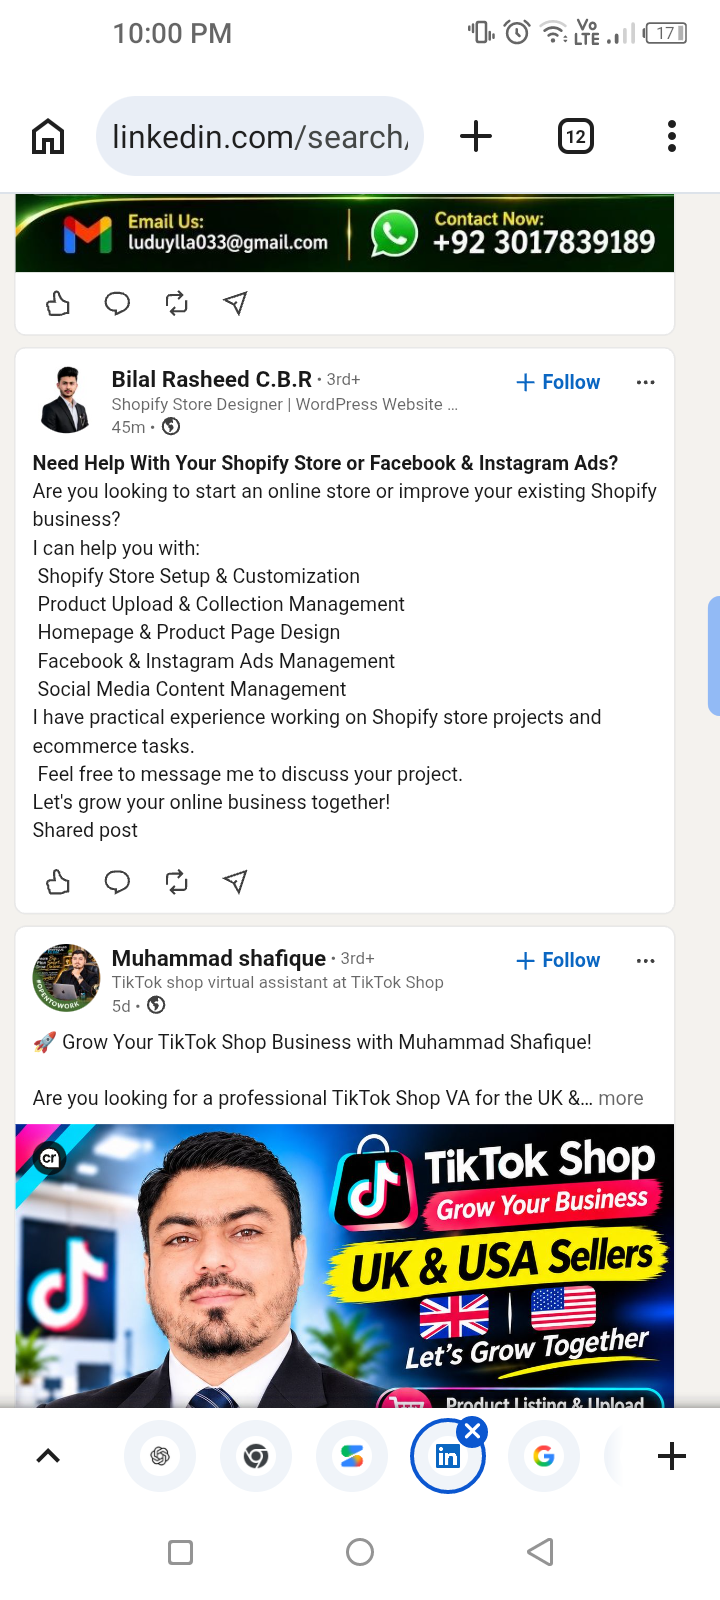 10:00 PM
Vo
LTE
17
linkedin.com/search/
12
Email Us:
luduylla033@gmail.com
Contact Now:
+92 3017839189
Bilal Rasheed C.B.R • 3rd+
Shopify Store Designer | WordPress Website ...
45m •
+ Follow
Need Help With Your Shopify Store or Facebook & Instagram Ads?
Are you looking to start an online store or improve your existing Shopify
business?
I can help you with:
Shopify Store Setup & Customization
Product Upload & Collection Management
Homepage & Product Page Design
Facebook & Instagram Ads Management
Social Media Content Management
I have practical experience working on Shopify store projects and
ecommerce tasks.
Feel free to message me to discuss your project.
Let's grow your online business together!
Shared post
Muhammad shafique • 3rd+
TikTok shop virtual assistant at TikTok Shop
5d •
+ Follow
#OPENTOWORK
🚀 Grow Your TikTok Shop Business with Muhammad Shafique!
Are you looking for a professional TikTok Shop VA for the UK &... more
cr
TikTok Shop
Grow Your Business
UK & USA Sellers
Let's Grow Together
Product Listing & Upload
in
G